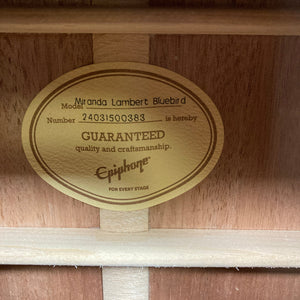 Model Miranda Lambert Bluebird
Number 24031500383 is hereby
GUARANTEED
quality and craftsmanship.
Epiphone
FOR EVERY STAGE